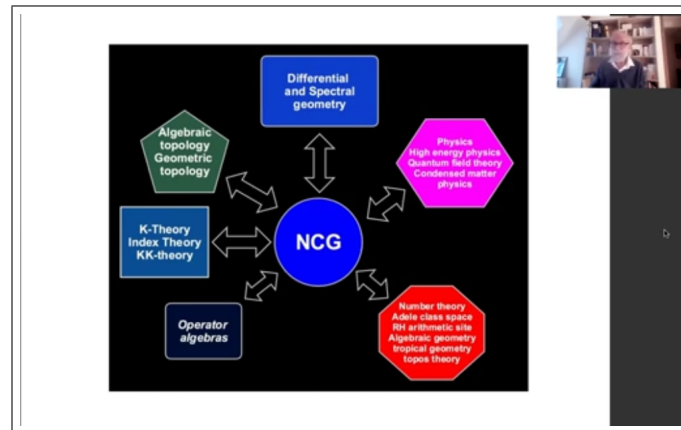 Differential
and Spectral
geometry
Algebraic
topology
Geometric
topology
Physics
High energy physics
Quantum field theory
Condensed matter
physics
K-Theory
Index Theory
KK-theory
NCG
Operator
algebras
Number theory
Adele class space
RH arithmetic site
Algebraic geometry
tropical geometry
topos theory